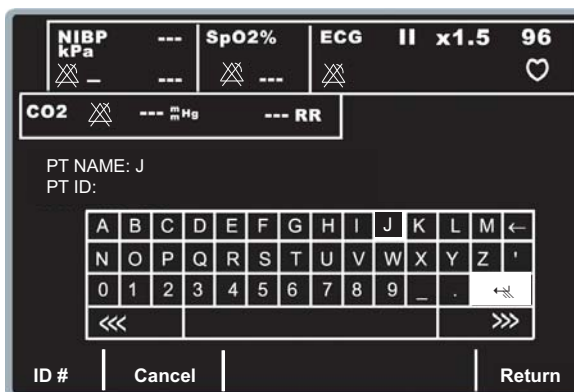 NIBP --- SpO2% ECG II x1.5 96
kPa
– --- ---
CO2 --- mmHg --- RR
PT NAME: J
PT ID:
A B C D E F G H I J K L M ←
N O P Q R S T U V W X Y Z '
0 1 2 3 4 5 6 7 8 9 _ .
<<< >>>
ID # Cancel Return